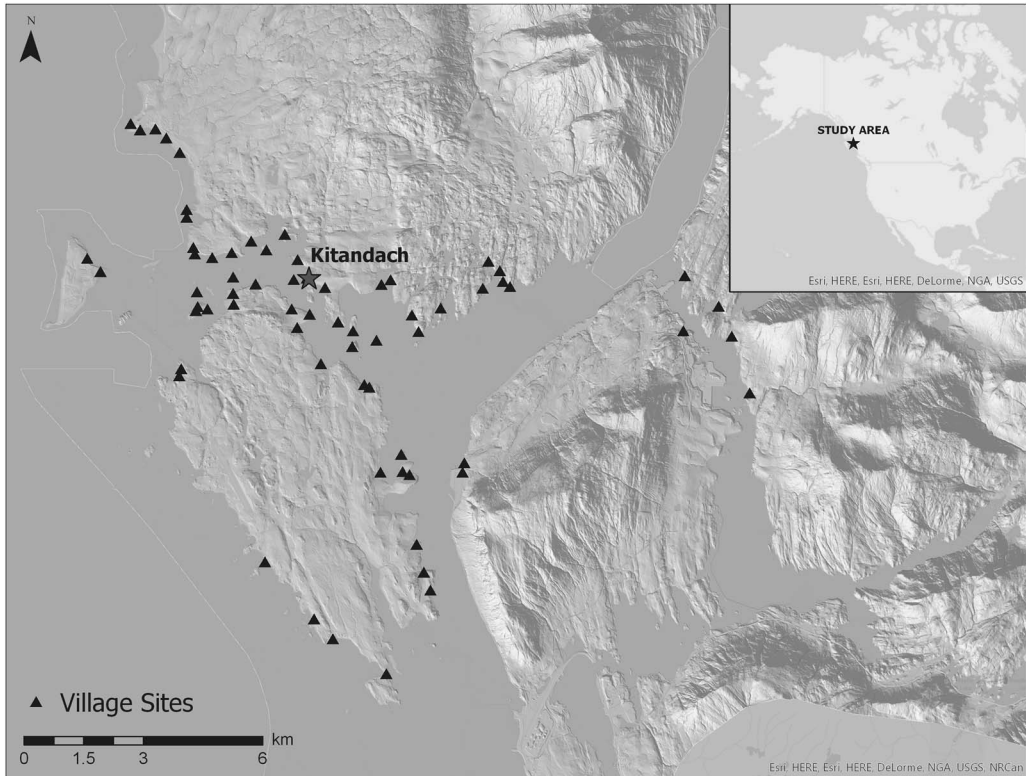 N
STUDY AREA
Esri, HERE, Esri, HERE, DeLorme, NGA, USGS
Kitandach
Village Sites
km
0 1.5 3 6
Esri, HERE, Esri, HERE, DeLorme, NGA, USGS, NRCan